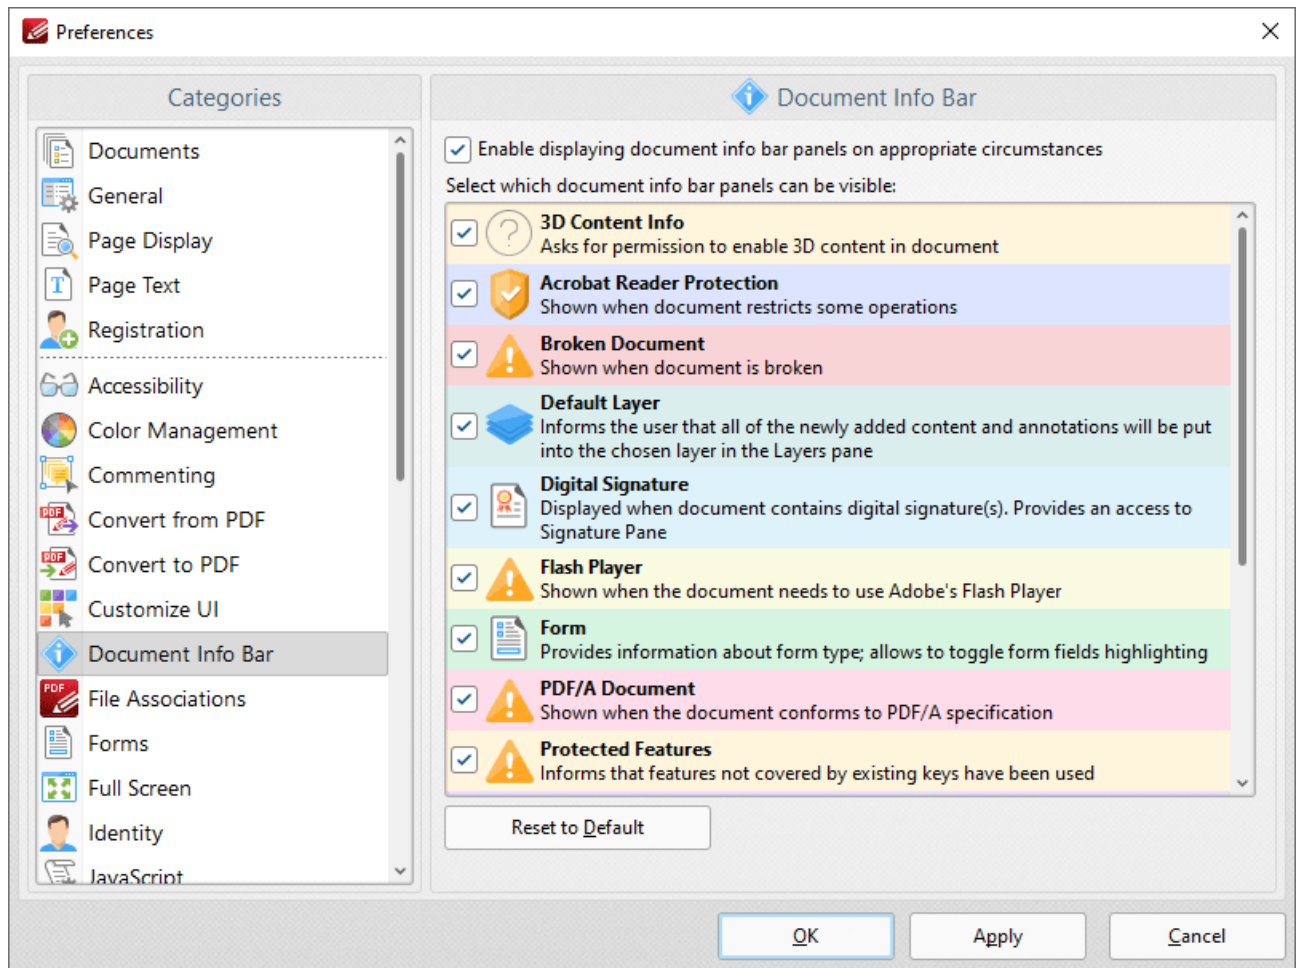 Preferences
Categories
Documents
General
Page Display
Page Text
Registration
Accessibility
Color Management
Commenting
Convert from PDF
Convert to PDF
Customize UI
Document Info Bar
File Associations
Forms
Full Screen
Identity
JavaScript
Document Info Bar
Enable displaying document info bar panels on appropriate circumstances
Select which document info bar panels can be visible:
3D Content Info
Asks for permission to enable 3D content in document
Acrobat Reader Protection
Shown when document restricts some operations
Broken Document
Shown when document is broken
Default Layer
Informs the user that all of the newly added content and annotations will be put
into the chosen layer in the Layers pane
Digital Signature
Displayed when document contains digital signature(s). Provides an access to
Signature Pane
Flash Player
Shown when the document needs to use Adobe's Flash Player
Form
Provides information about form type; allows to toggle form fields highlighting
PDF/A Document
Shown when the document conforms to PDF/A specification
Protected Features
Informs that features not covered by existing keys have been used
Reset to Default
OK
Apply
Cancel